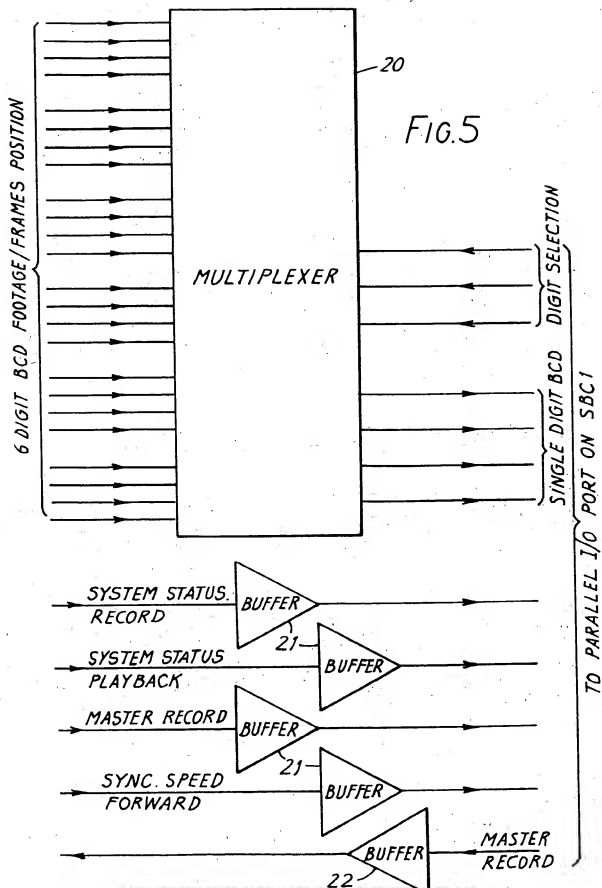 6 DIGIT BCD FOOTAGE/FRAMES POSITION
20
FIG.5
MULTIPLEXER
DIGIT SELECTION
SINGLE DIGIT BCD
TO PARALLEL I/O PORT ON SBC1
SYSTEM STATUS.
RECORD
BUFFER
21
SYSTEM STATUS
PLAYBACK
BUFFER
MASTER RECORD
BUFFER
21
SYNC. SPEED
FORWARD
BUFFER
BUFFER
22
MASTER
RECORD